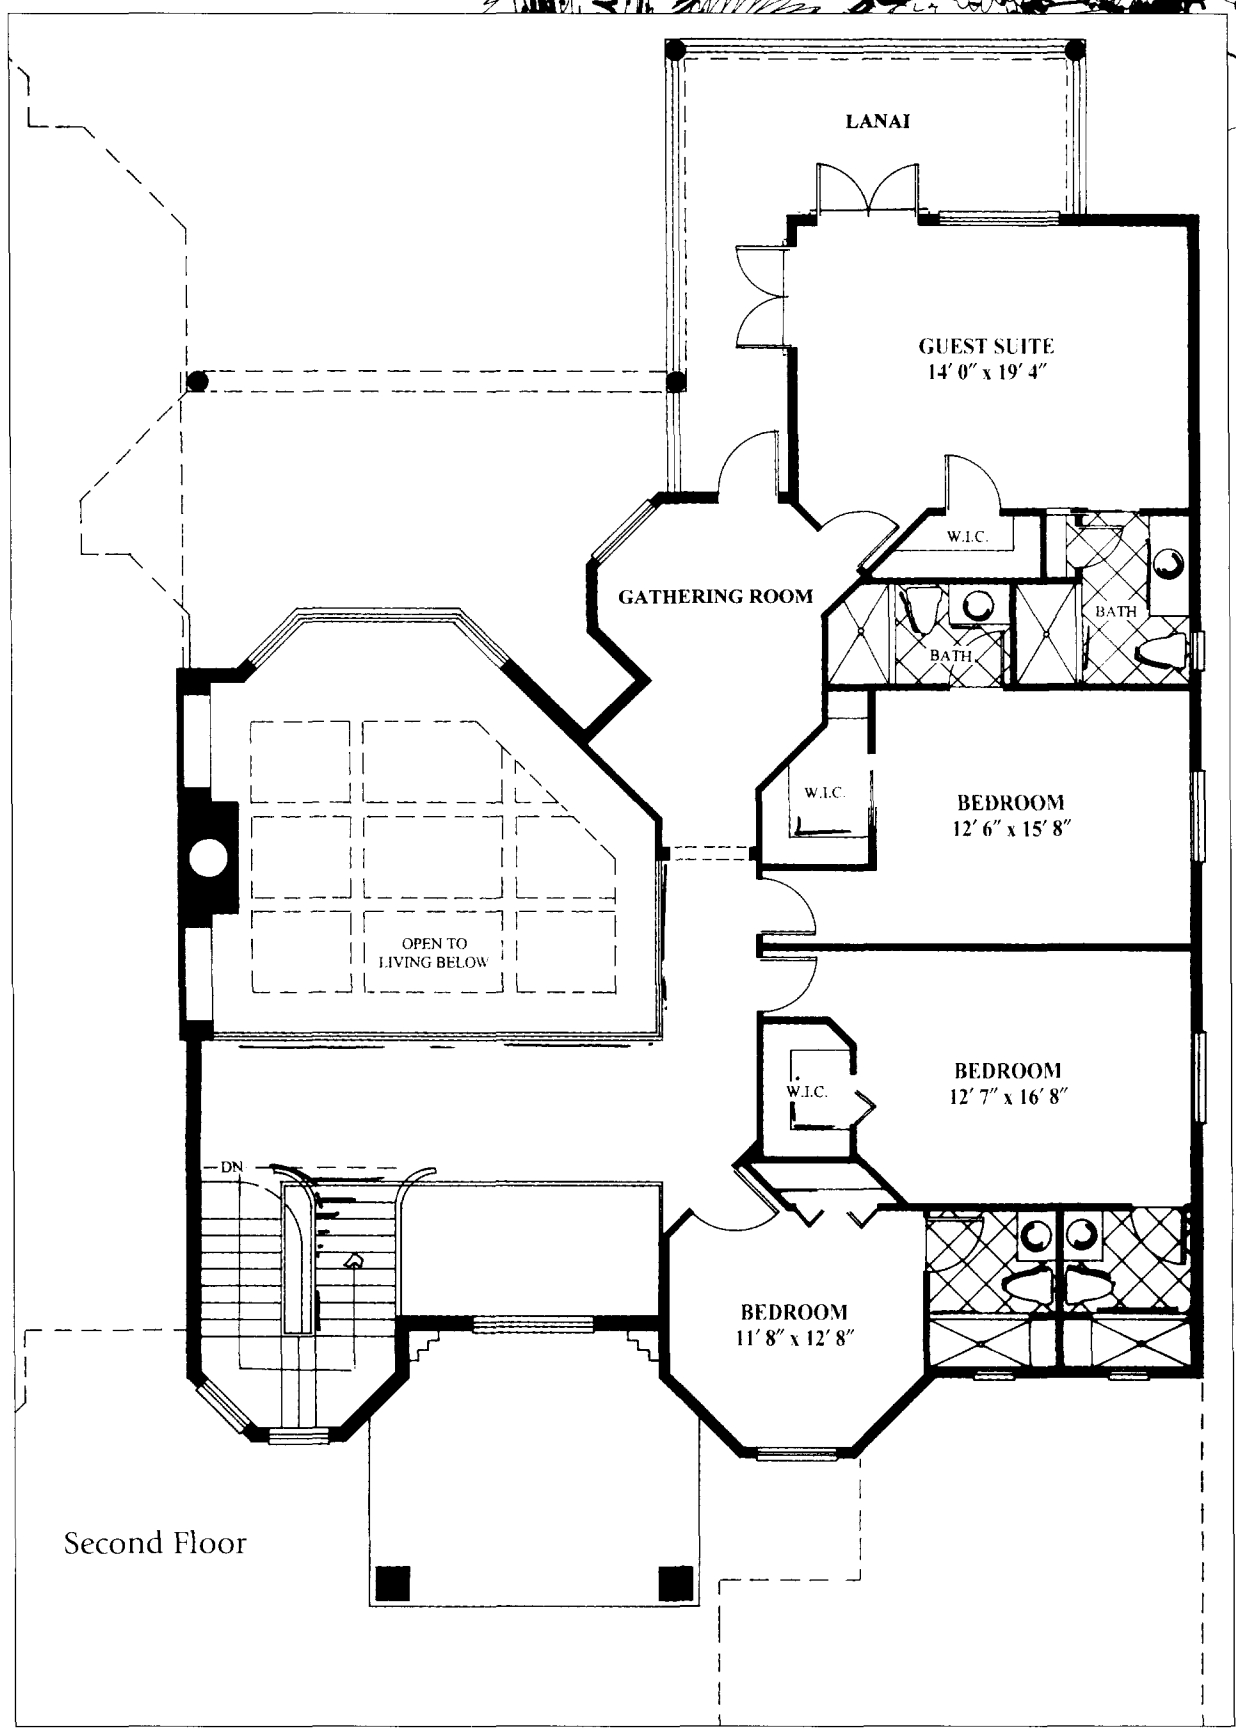 LANAI
GUEST SUITE
14' 0" x 19' 4"
W.I.C.
GATHERING ROOM
BATH
BATH
W.I.C.
BEDROOM
12' 6" x 15' 8"
OPEN TO
LIVING BELOW
BEDROOM
12' 7" x 16' 8"
W.I.C.
DN
BEDROOM
11' 8" x 12' 8"
Second Floor